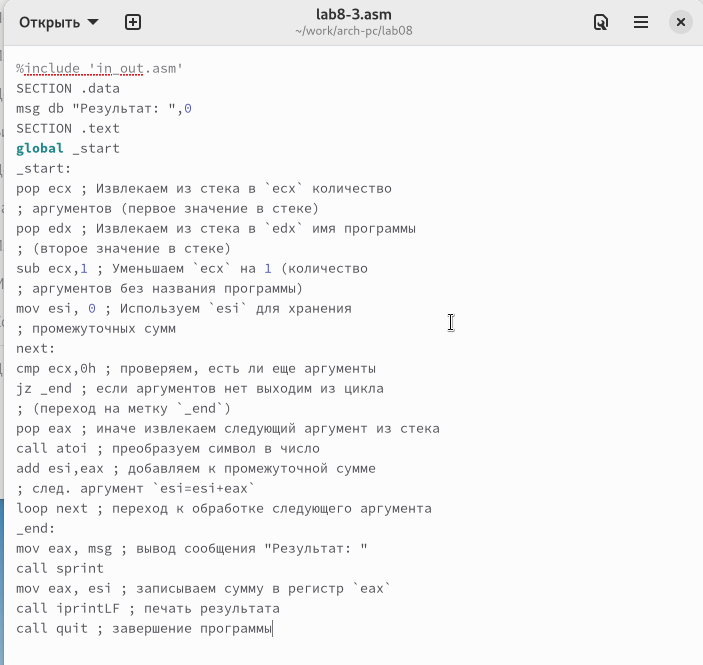 Открыть
lab8-3.asm
~/work/arch-pc/lab08
%include 'in_out.asm'
SECTION .data
msg db "Результат: ",0
SECTION .text
global _start
_start:
pop ecx ; Извлекаем из стека в `ecx` количество
; аргументов (первое значение в стеке)
pop edx ; Извлекаем из стека в `edx` имя программы
; (второе значение в стеке)
sub ecx,1 ; Уменьшаем `ecx` на 1 (количество
; аргументов без названия программы)
mov esi, 0 ; Используем `esi` для хранения
; промежуточных сумм
next:
cmp ecx,0h ; проверяем, есть ли еще аргументы
jz _end ; если аргументов нет выходим из цикла
; (переход на метку `_end`)
pop eax ; иначе извлекаем следующий аргумент из стека
call atoi ; преобразуем символ в число
add esi,eax ; добавляем к промежуточной сумме
; след. аргумент `esi=esi+eax`
loop next ; переход к обработке следующего аргумента
_end:
mov eax, msg ; вывод сообщения "Результат: "
call sprint
mov eax, esi ; записываем сумму в регистр `eax`
call iprintLF ; печать результата
call quit ; завершение программы